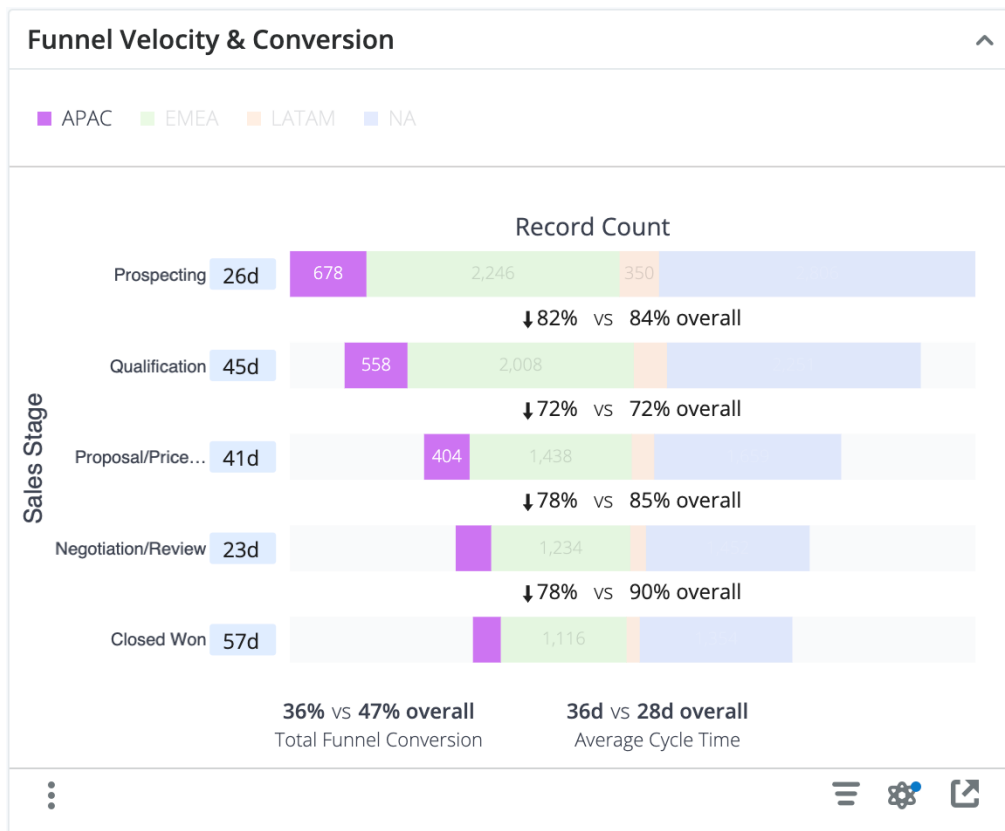 Funnel Velocity & Conversion
APAC EMEA LATAM NA
Record Count
Sales Stage
Prospecting 26d 678 2,246 350
82% vs 84% overall
Qualification 45d 558 2,008
72% vs 72% overall
Proposal/Price... 41d 404 1,438
78% vs 85% overall
Negotiation/Review 23d 1,234
78% vs 90% overall
Closed Won 57d 1,116
36% vs 47% overall 36d vs 28d overall
Total Funnel Conversion Average Cycle Time